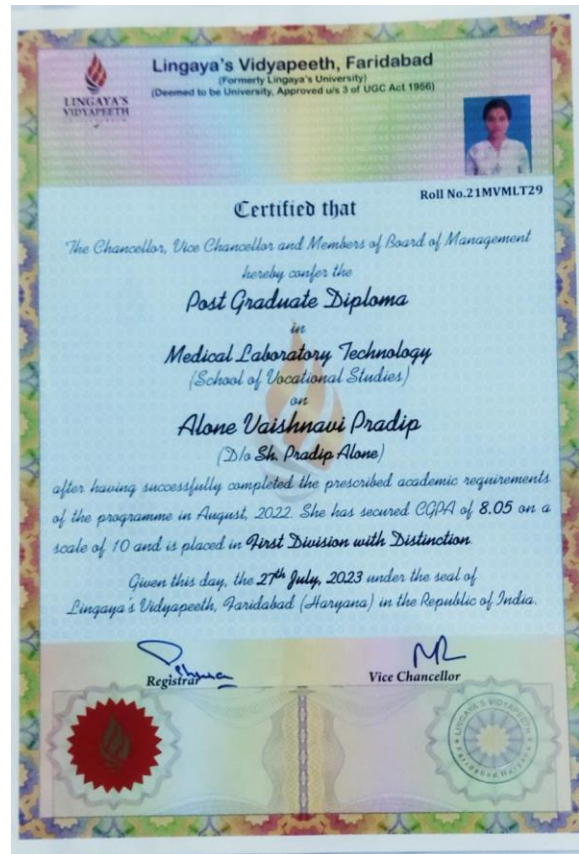 Lingaya's Vidyapeeth, Faridabad
(Formerly Lingaya's University)
(Deemed to be University, Approved u/s 3 of UGC Act 1956)
LINGAYA'S
VIDYAPEETH
Roll No.21MVMLT29
Certified that
The Chancellor, Vice Chancellor and Members of Board of Management
hereby confer the
Post Graduate Diploma
in
Medical Laboratory Technology
(School of Vocational Studies)
on
Alone Vaishnavi Pradip
(D/o Sh. Pradip Alone)
after having successfully completed the prescribed academic requirements
of the programme in August, 2022. She has secured CGPA of 8.05 on a
scale of 10 and is placed in First Division with Distinction.
Given this day, the 27th July, 2023 under the seal of
Lingaya's Vidyapeeth, Faridabad (Haryana) in the Republic of India.
Registrar
Vice Chancellor
LINGAYA'S VIDYAPEETH
Faridabad, Haryana